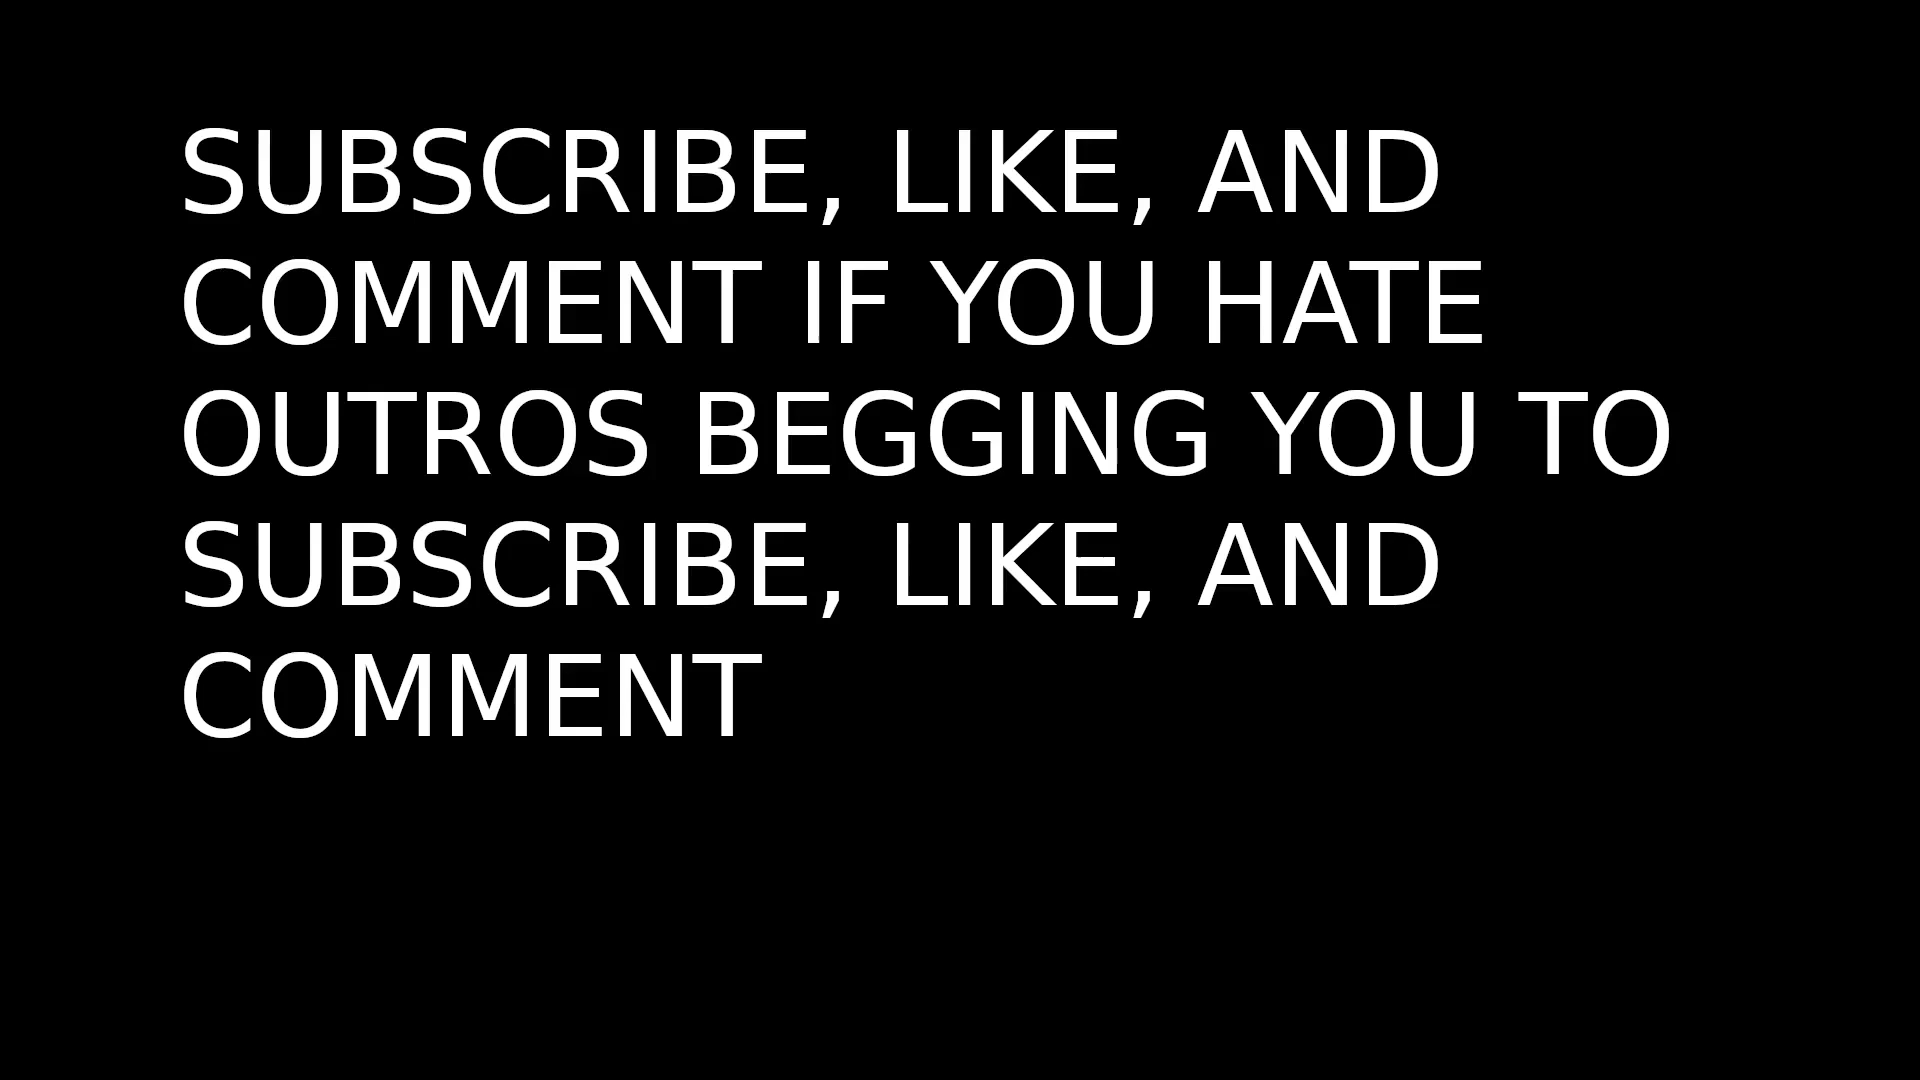 SUBSCRIBE, LIKE, AND
COMMENT IF YOU HATE
OUTROS BEGGING YOU TO
SUBSCRIBE, LIKE, AND
COMMENT